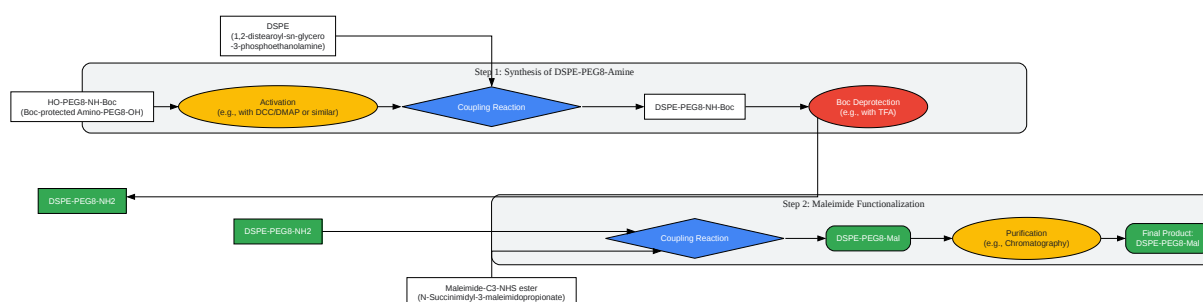 DSPE
(1,2-distearoyl-sn-glycero
-3-phosphoethanolamine)
Step 1: Synthesis of DSPE-PEG8-Amine
HO-PEG8-NH-Boc
(Boc-protected Amino-PEG8-OH)
Activation
(e.g., with DCC/DMAP or similar)
Coupling Reaction
DSPE-PEG8-NH-Boc
Boc Deprotection
(e.g., with TFA)
DSPE-PEG8-NH2
Step 2: Maleimide Functionalization
DSPE-PEG8-NH2
Coupling Reaction
DSPE-PEG8-Mal
Purification
(e.g., Chromatography)
Final Product:
DSPE-PEG8-Mal
Maleimide-C3-NHS ester
(N-Succinimidyl-3-maleimidopropionate)